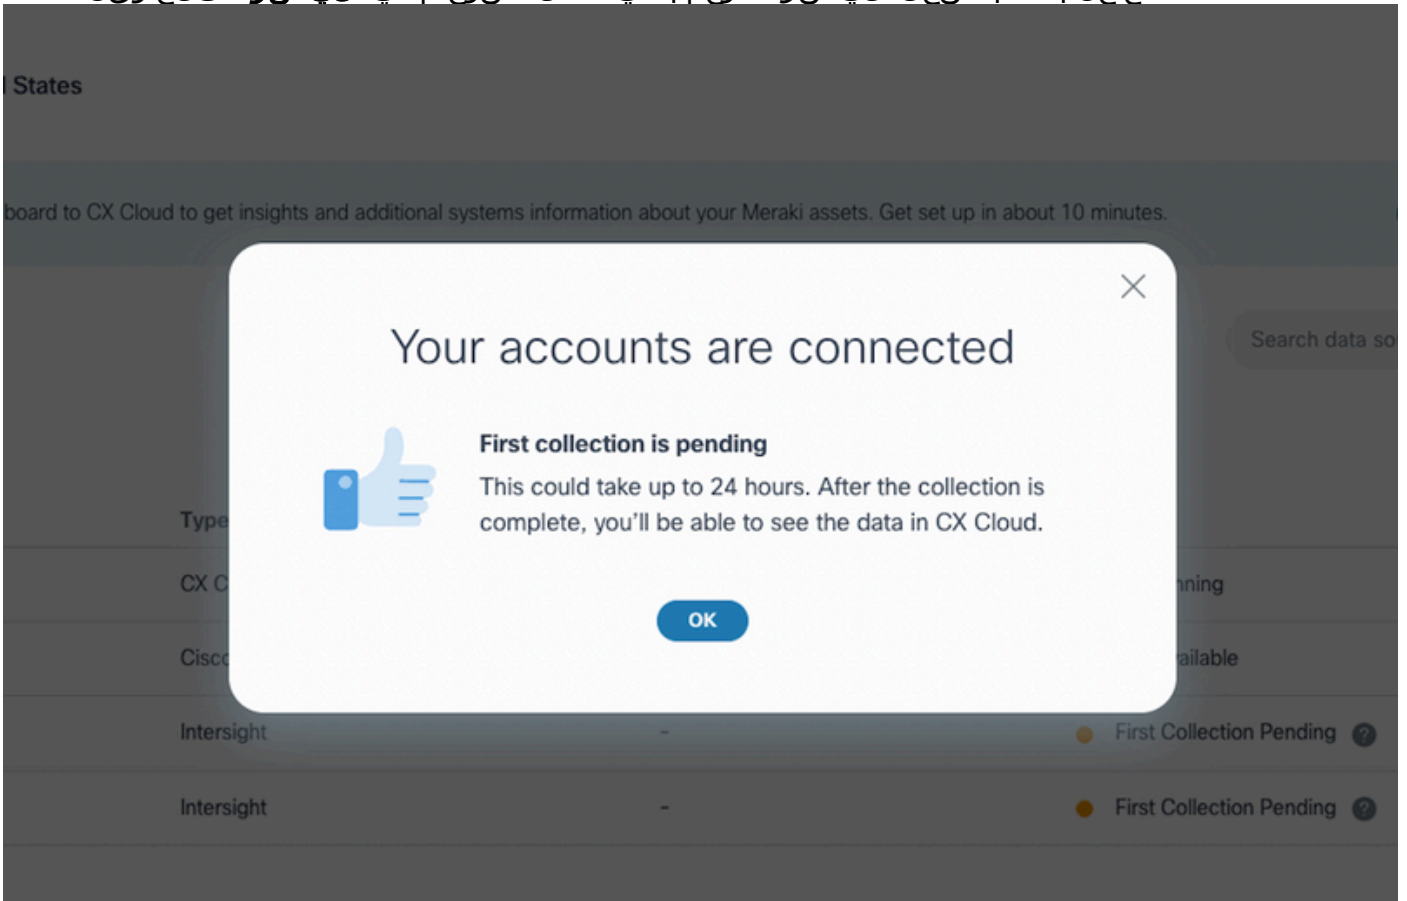 States
board to CX Cloud to get insights and additional systems information about your Meraki assets. Get set up in about 10 minutes.
Your accounts are connected
Search data so
First collection is pending
This could take up to 24 hours. After the collection is
complete, you'll be able to see the data in CX Cloud.
Type
CX C
nning
OK
Cisco
ailable
Intersight - First Collection Pending ?
Intersight - First Collection Pending ?